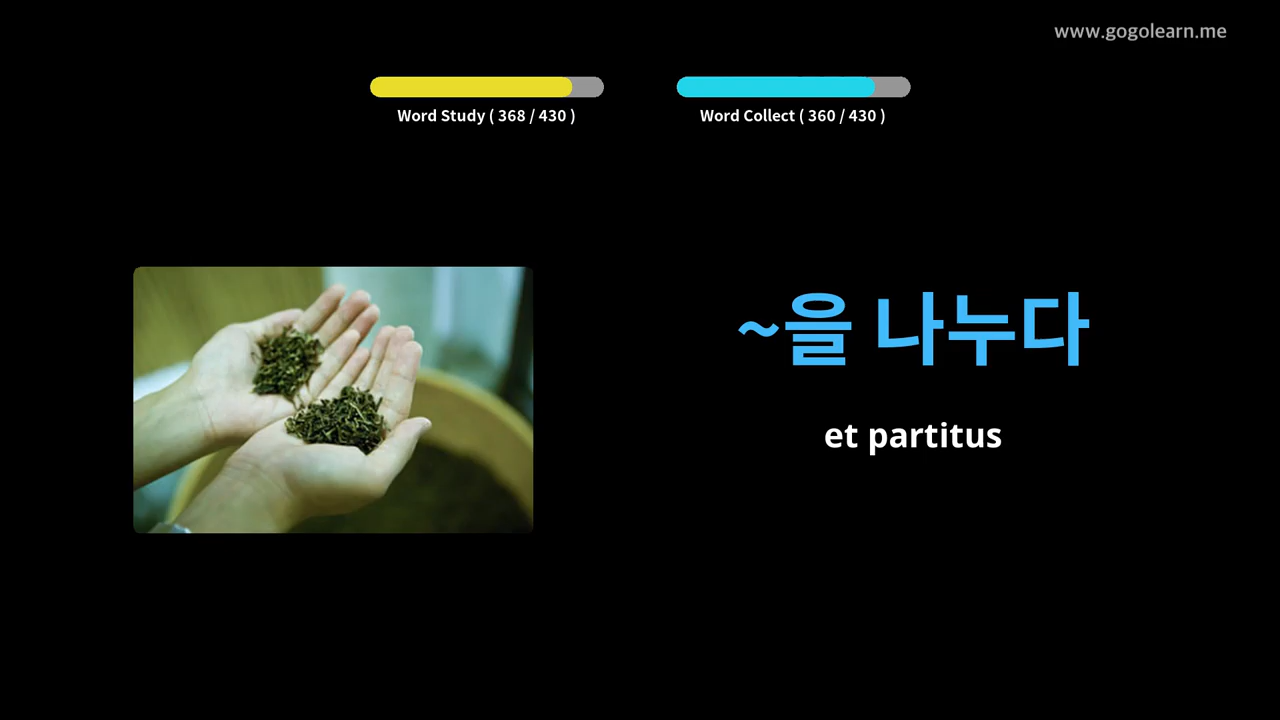 www.gogolearn.me
Word Study ( 368 / 430 )
Word Collect ( 360 / 430 )
~을 나누다
et partitus